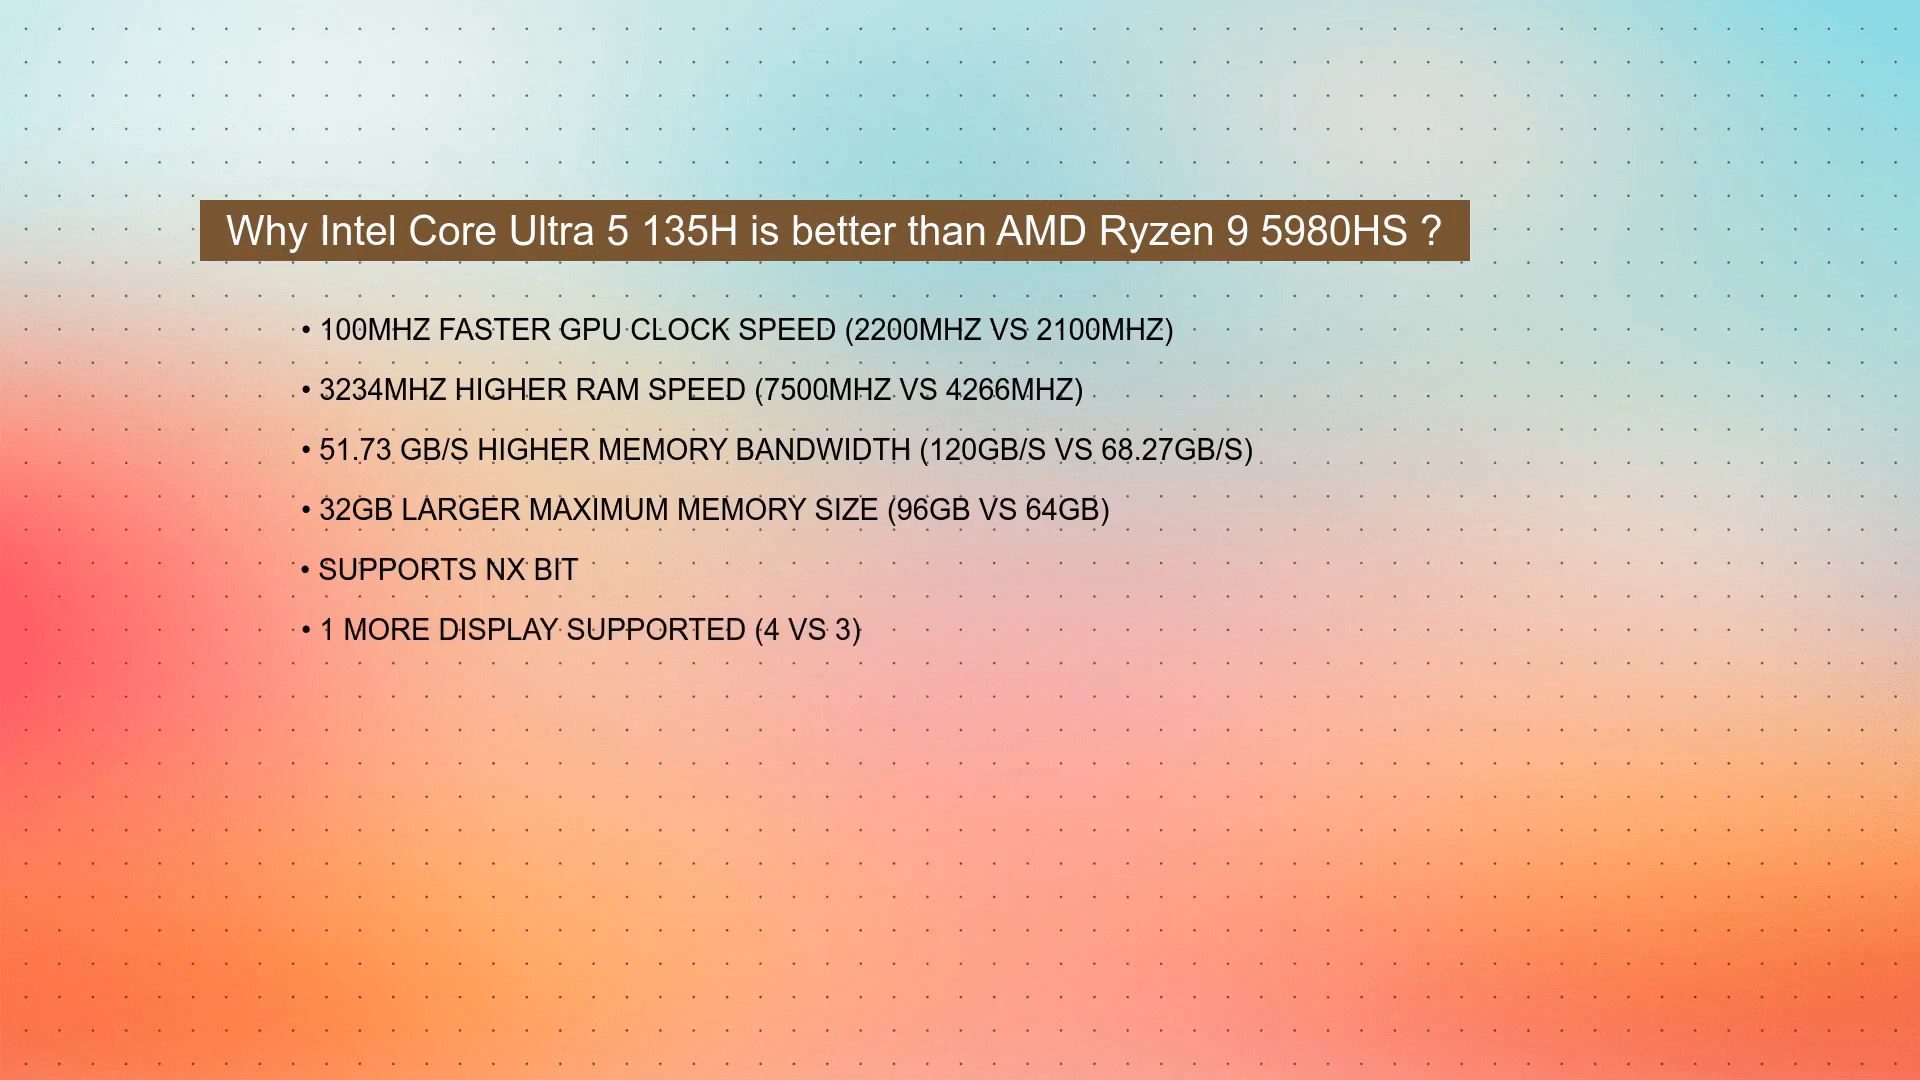 Why Intel Core Ultra 5 135H is better than AMD Ryzen 9 5980HS ?
• 100MHZ FASTER GPU CLOCK SPEED (2200MHZ VS 2100MHZ)
• 3234MHZ HIGHER RAM SPEED (7500MHZ VS 4266MHZ)
• 51.73 GB/S HIGHER MEMORY BANDWIDTH (120GB/S VS 68.27GB/S)
• 32GB LARGER MAXIMUM MEMORY SIZE (96GB VS 64GB)
• SUPPORTS NX BIT
• 1 MORE DISPLAY SUPPORTED (4 VS 3)